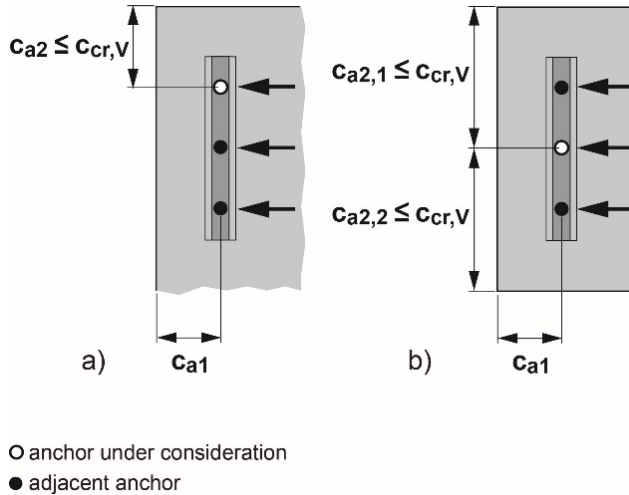 ca2 ≤ ccr,V
ca2,1 ≤ ccr,V
ca2,2 ≤ ccr,V
a)
ca1
b)
ca1
anchor under consideration
adjacent anchor